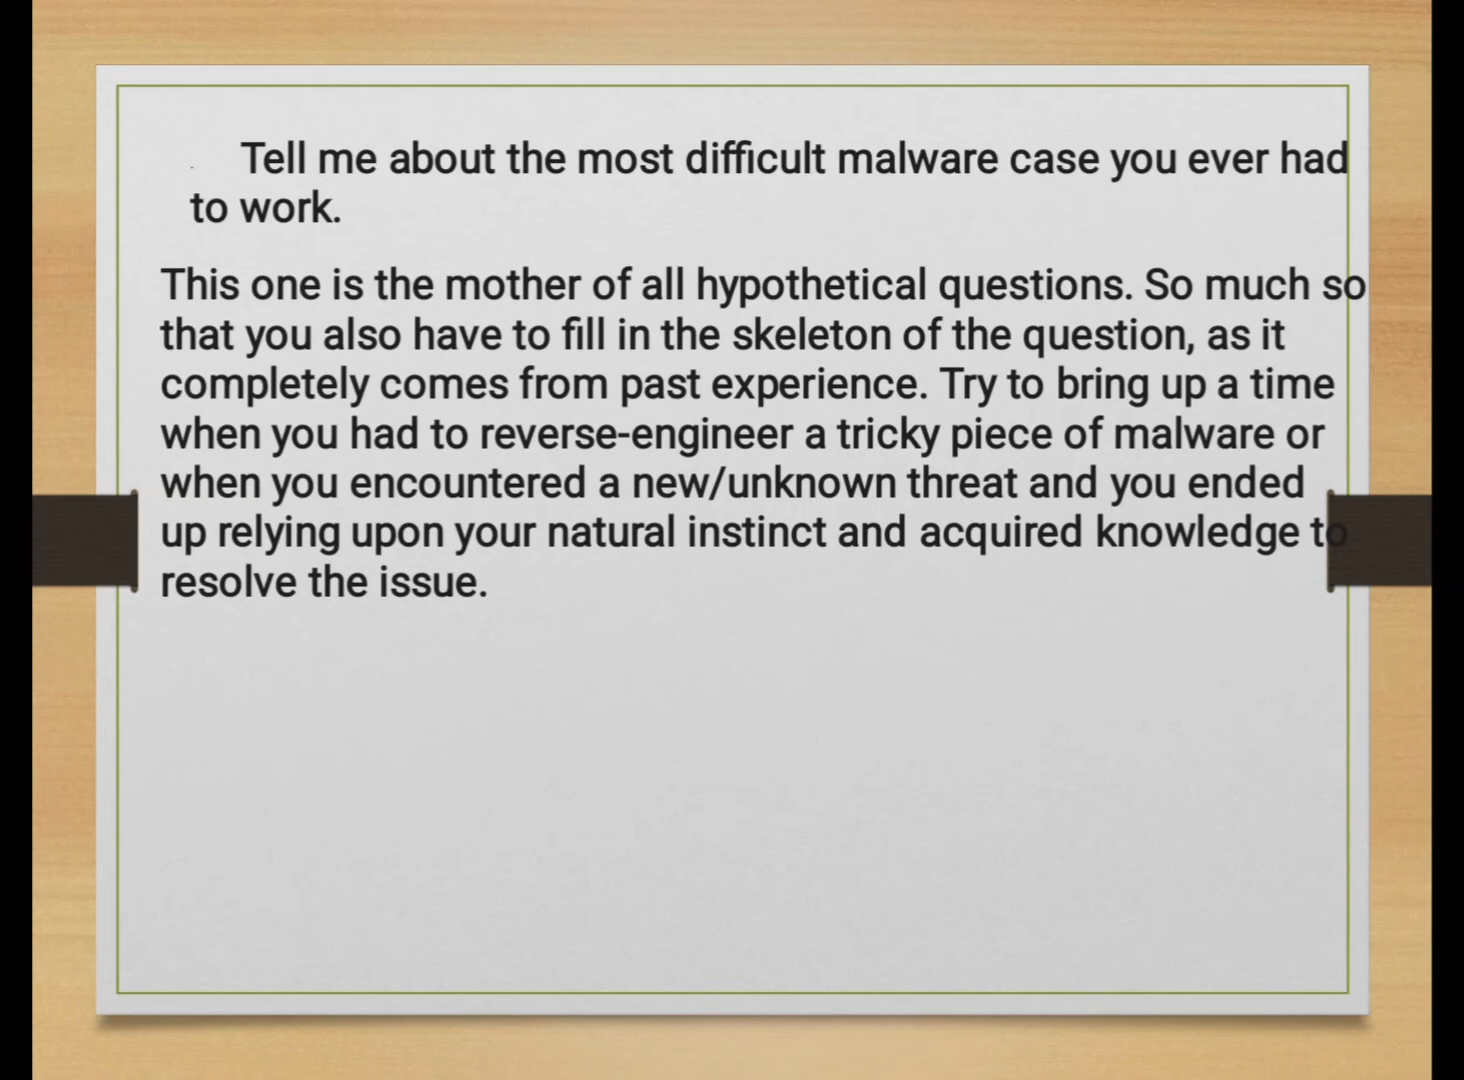 Tell me about the most difficult malware case you ever had
to work.
This one is the mother of all hypothetical questions. So much so
that you also have to fill in the skeleton of the question, as it
completely comes from past experience. Try to bring up a time
when you had to reverse-engineer a tricky piece of malware or
when you encountered a new/unknown threat and you ended
up relying upon your natural instinct and acquired knowledge to
resolve the issue.